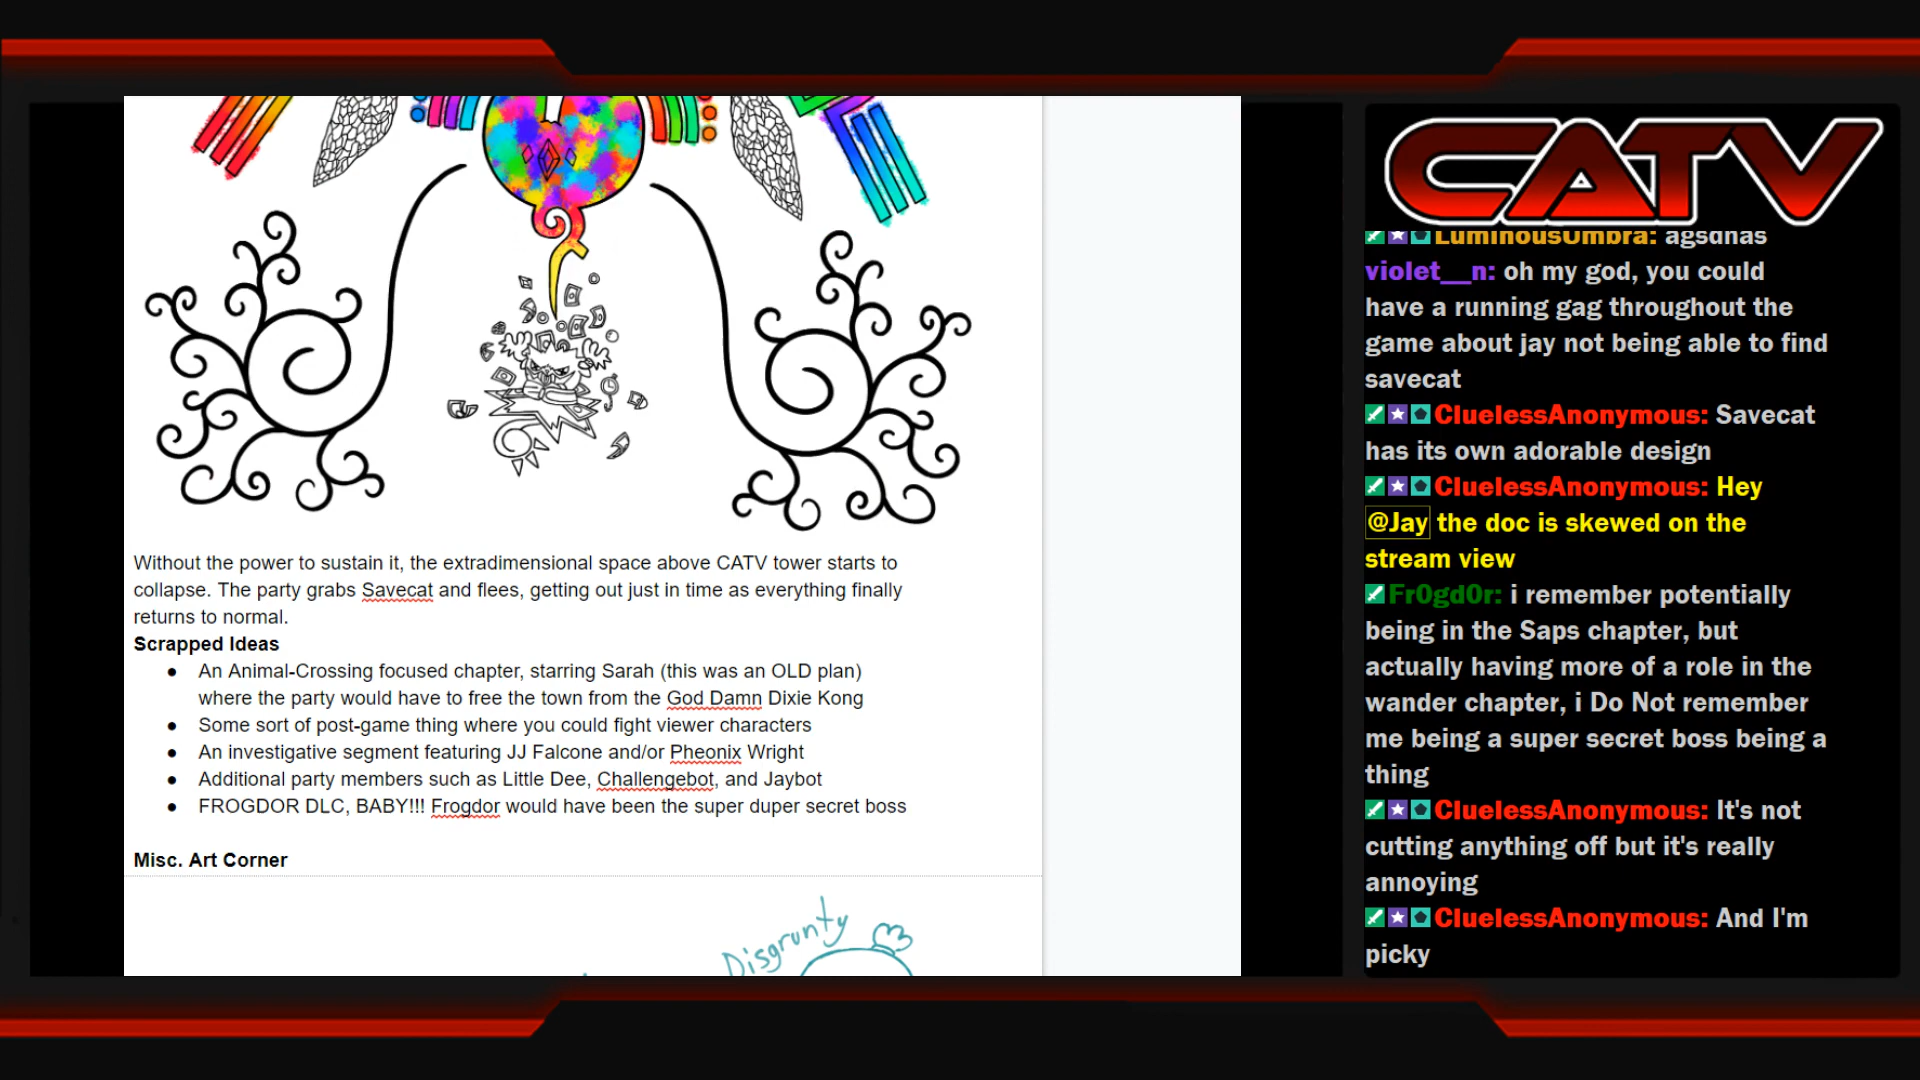 Without the power to sustain it, the extradimensional space above CATV tower starts to
collapse. The party grabs Savecat and flees, getting out just in time as everything finally
returns to normal.
Scrapped Ideas
● An Animal-Crossing focused chapter, starring Sarah (this was an OLD plan)
where the party would have to free the town from the God Damn Dixie Kong
● Some sort of post-game thing where you could fight viewer characters
● An investigative segment featuring JJ Falcone and/or Pheonix Wright
● Additional party members such as Little Dee, Challengebot, and Jaybot
● FROGDOR DLC, BABY!!! Frogdor would have been the super duper secret boss
Misc. Art Corner
Disgrunty
CATV
LuminousUmbra: agsdhas
violet__n: oh my god, you could
have a running gag throughout the
game about jay not being able to find
savecat
CluelessAnonymous: Savecat
has its own adorable design
CluelessAnonymous: Hey
@Jay the doc is skewed on the
stream view
Fr0gd0r: i remember potentially
being in the Saps chapter, but
actually having more of a role in the
wander chapter, i Do Not remember
me being a super secret boss being a
thing
CluelessAnonymous: It's not
cutting anything off but it's really
annoying
CluelessAnonymous: And I'm
picky